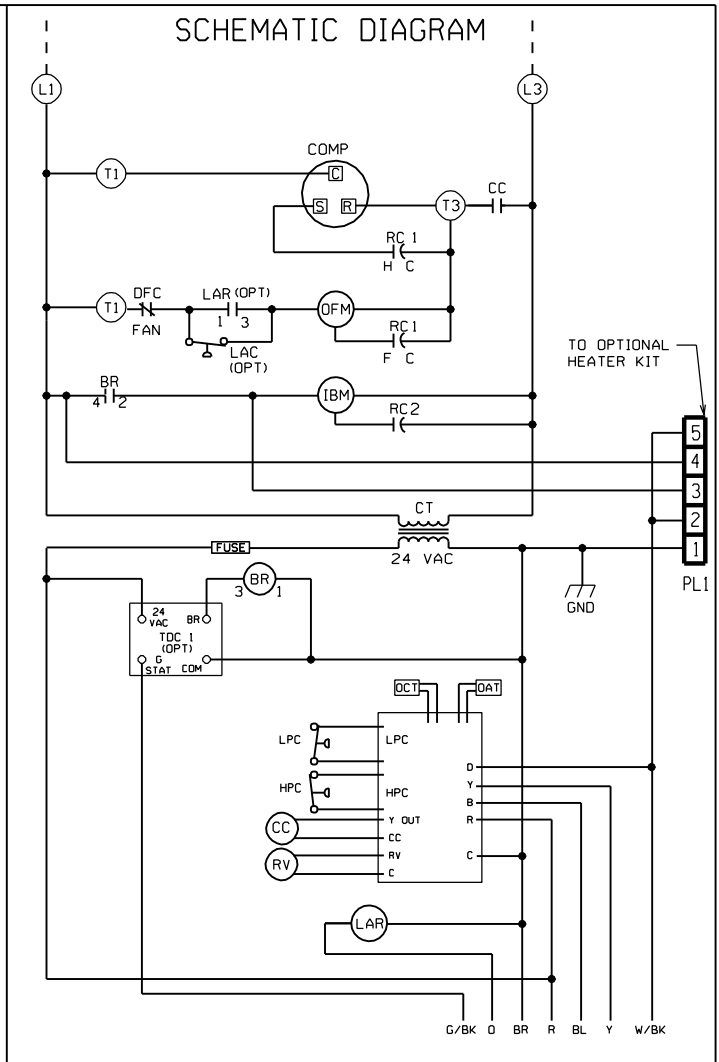 SCHEMATIC DIAGRAM
L1
L3
COMP
T1
C
CC
S
R
T3
RC 1
H C
DFC
LAR (OPT)
T1
OFM
FAN
1 3
RC1
F C
LAC
(OPT)
TO OPTIONAL
HEATER KIT
BR
4 2
IBM
RC2
5
4
3
2
1
PL1
CT
FUSE
24 VAC
GND
3 BR 1
24
VAC
BR
TDC 1
(OPT)
G
STAT
COM
OCT
OAT
LPC
LPC
HPC
HPC
D
Y
B
R
C
CC
Y OUT
CC
RV
RV
C
LAR
G/BK O BR R BL Y W/BK